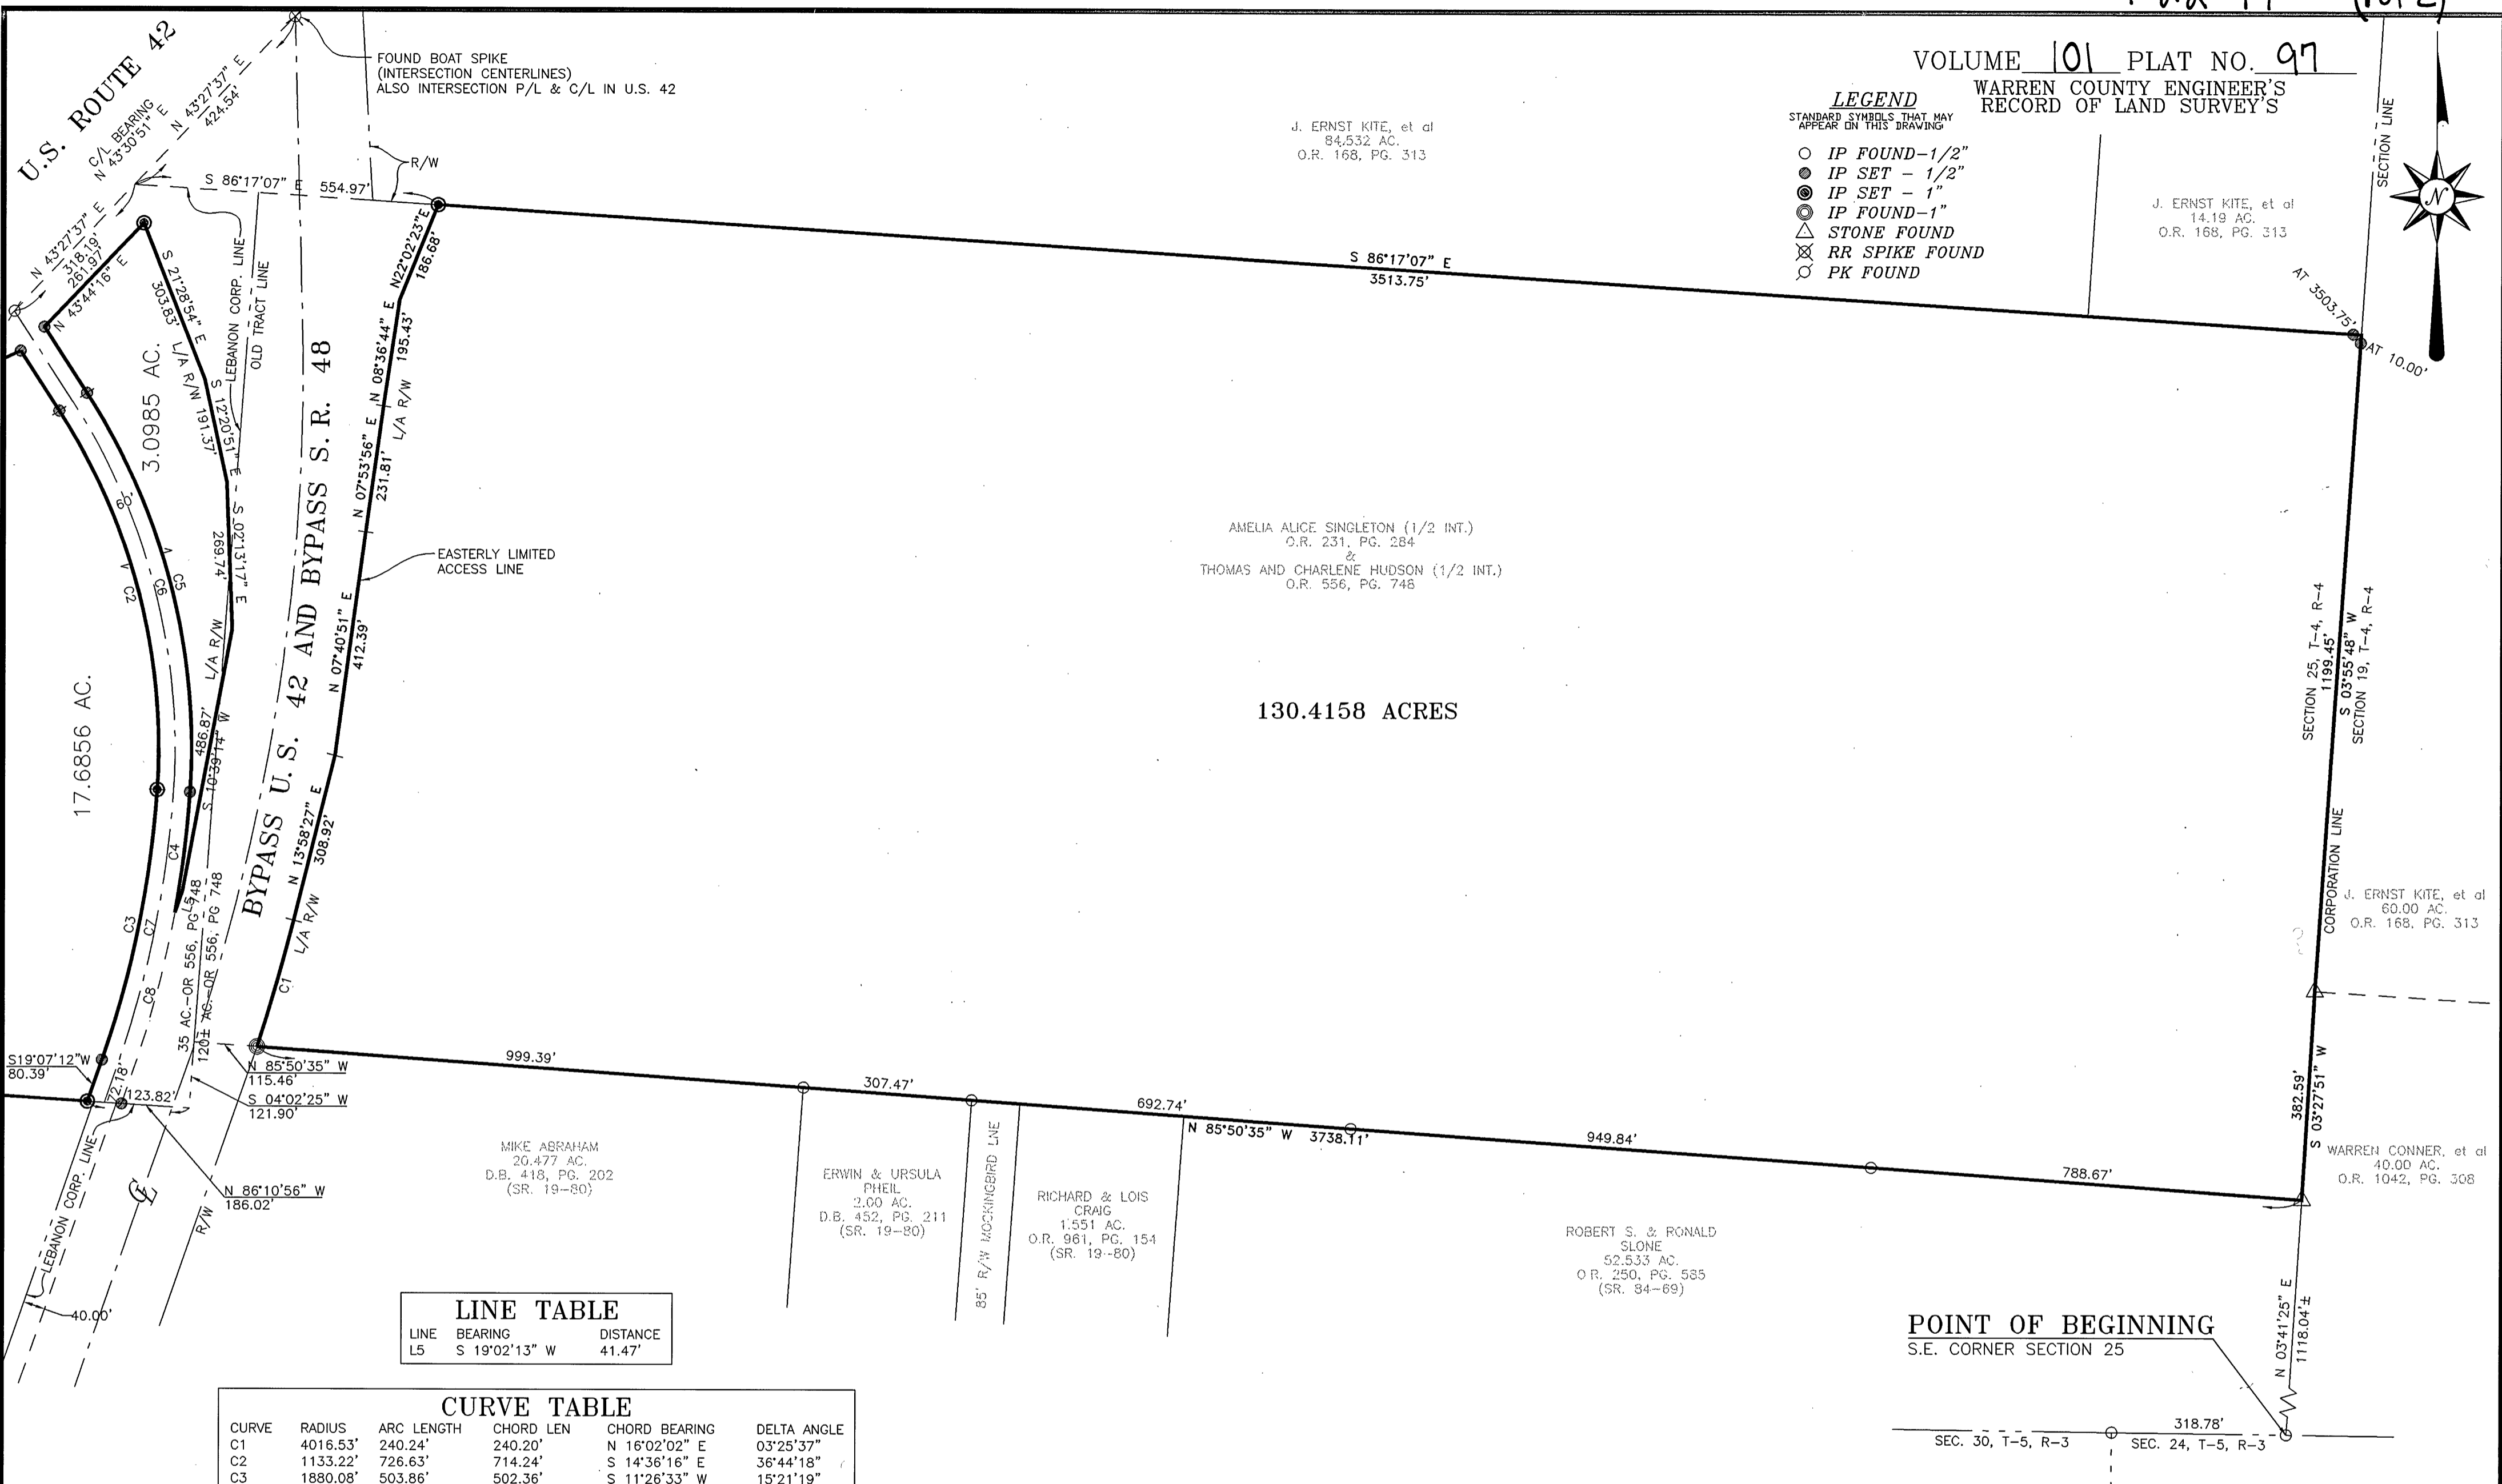 (1 of 2)
VOLUME 101 PLAT NO. 97
WARREN COUNTY ENGINEER'S
RECORD OF LAND SURVEY'S
LEGEND
STANDARD SYMBOLS THAT MAY
APPEAR ON THIS DRAWING:
IP FOUND-1/2"
IP SET - 1/2"
IP SET - 1"
IP FOUND-1"
STONE FOUND
RR SPIKE FOUND
PK FOUND
N
SECTION LINE
U.S. ROUTE 42
C/L BEARING
N 43°30'51" E
N 43°27'37" E
424.54'
FOUND BOAT SPIKE
(INTERSECTION CENTERLINES)
ALSO INTERSECTION P/L & C/L IN U.S. 42
R/W
S 86°17'07" E 554.97'
N 43°27'37" E
318.19'
261.97'
N 43°44'16" E
S 21°28'54" E
303.83'
L/A R/W 191.37'
S 12°20'51" E
LEBANON CORP. LINE
OLD TRACT LINE
3.0985 AC.
60'
S 02°13'17" E
269.74'
L/A R/W
486.87'
S 10°39'14" W
C2
C6
C5
17.6856 AC.
C4
C3
C7
C8
L5
35 AC.-OR 556, PG 748
120± AC.-OR 556, PG 748
BYPASS U.S. 42 AND BYPASS S.R. 48
N22°02'23"E
186.68'
N 08°36'44" E
195.43'
L/A R/W
N 07°53'56" E
231.81'
EASTERLY LIMITED
ACCESS LINE
N 07°40'51" E
412.39'
N 13°58'27" E
308.92'
L/A R/W
C1
J. ERNST KITE, et al
84.532 AC.
O.R. 168, PG. 313
J. ERNST KITE, et al
14.19 AC.
O.R. 168, PG. 313
S 86°17'07" E
3513.75'
AT 3503.75'
AT 10.00'
AMELIA ALICE SINGLETON (1/2 INT.)
O.R. 231, PG. 284
&
THOMAS AND CHARLENE HUDSON (1/2 INT.)
O.R. 556, PG. 748
130.4158 ACRES
SECTION 25, T-4, R-4
1199.45'
S 03°55'48" W
SECTION 19, T-4, R-4
CORPORATION LINE
J. ERNST KITE, et al
60.00 AC.
O.R. 168, PG. 313
382.59'
S 03°27'51" W
WARREN CONNER, et al
40.00 AC.
O.R. 1042, PG. 308
S19°07'12"W
80.39'
72.18'
123.82'
N 85°50'35" W
115.46'
S 04°02'25" W
121.90'
N 86°10'56" W
186.02'
LEBANON CORP. LINE
40.00'
R/W
999.39'
307.47'
692.74'
N 85°50'35" W 3738.11'
949.84'
788.67'
MIKE ABRAHAM
20.477 AC.
D.B. 418, PG. 202
(SR. 19-80)
ERWIN & URSULA
PHEIL
2.00 AC.
D.B. 452, PG. 211
(SR. 19-80)
85' R/W MOCKINGBIRD LNE
RICHARD & LOIS
CRAIG
1.551 AC.
O.R. 961, PG. 154
(SR. 19-80)
ROBERT S. & RONALD
SLONE
52.533 AC.
O.R. 250, PG. 585
(SR. 84-69)
POINT OF BEGINNING
S.E. CORNER SECTION 25
N 03°41'25" E
1118.04'±
318.78'
SEC. 30, T-5, R-3
SEC. 24, T-5, R-3
LINE TABLE
LINE BEARING DISTANCE
L5 S 19°02'13" W 41.47'
CURVE TABLE
CURVE RADIUS ARC LENGTH CHORD LEN CHORD BEARING DELTA ANGLE
C1 4016.53' 240.24' 240.20' N 16°02'02" E 03°25'37"
C2 1133.22' 726.63' 714.24' S 14°36'16" E 36°44'18"
C3 1880.08' 503.86' 502.36' S 11°26'33" W 15°21'19"